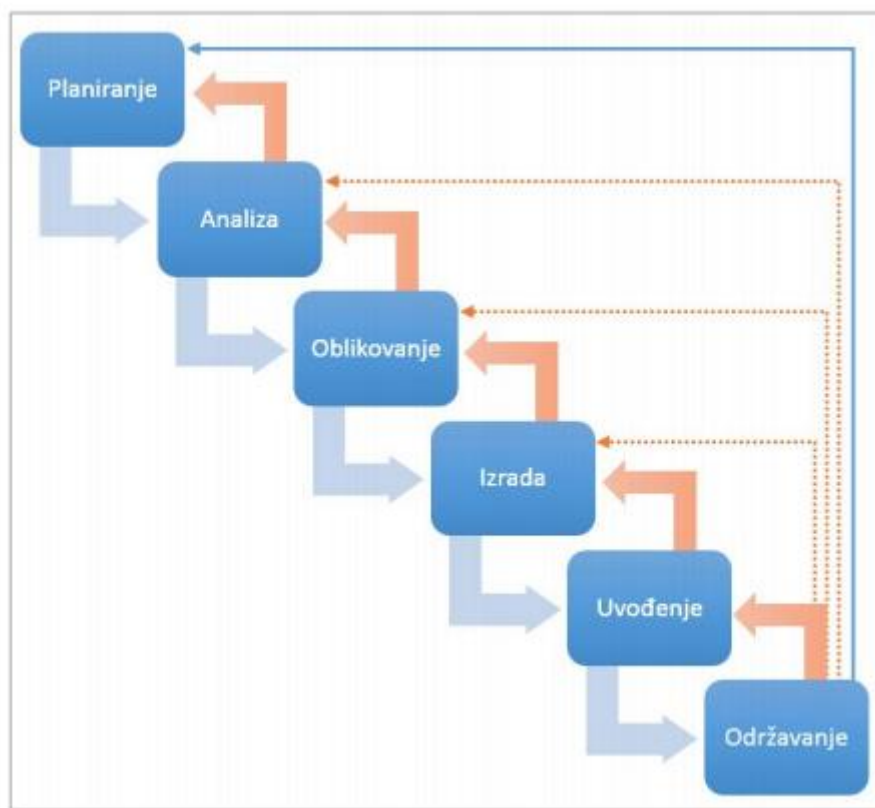 Planiranje
Analiza
Oblikovanje
Izrada
Uvođenje
Održavanje